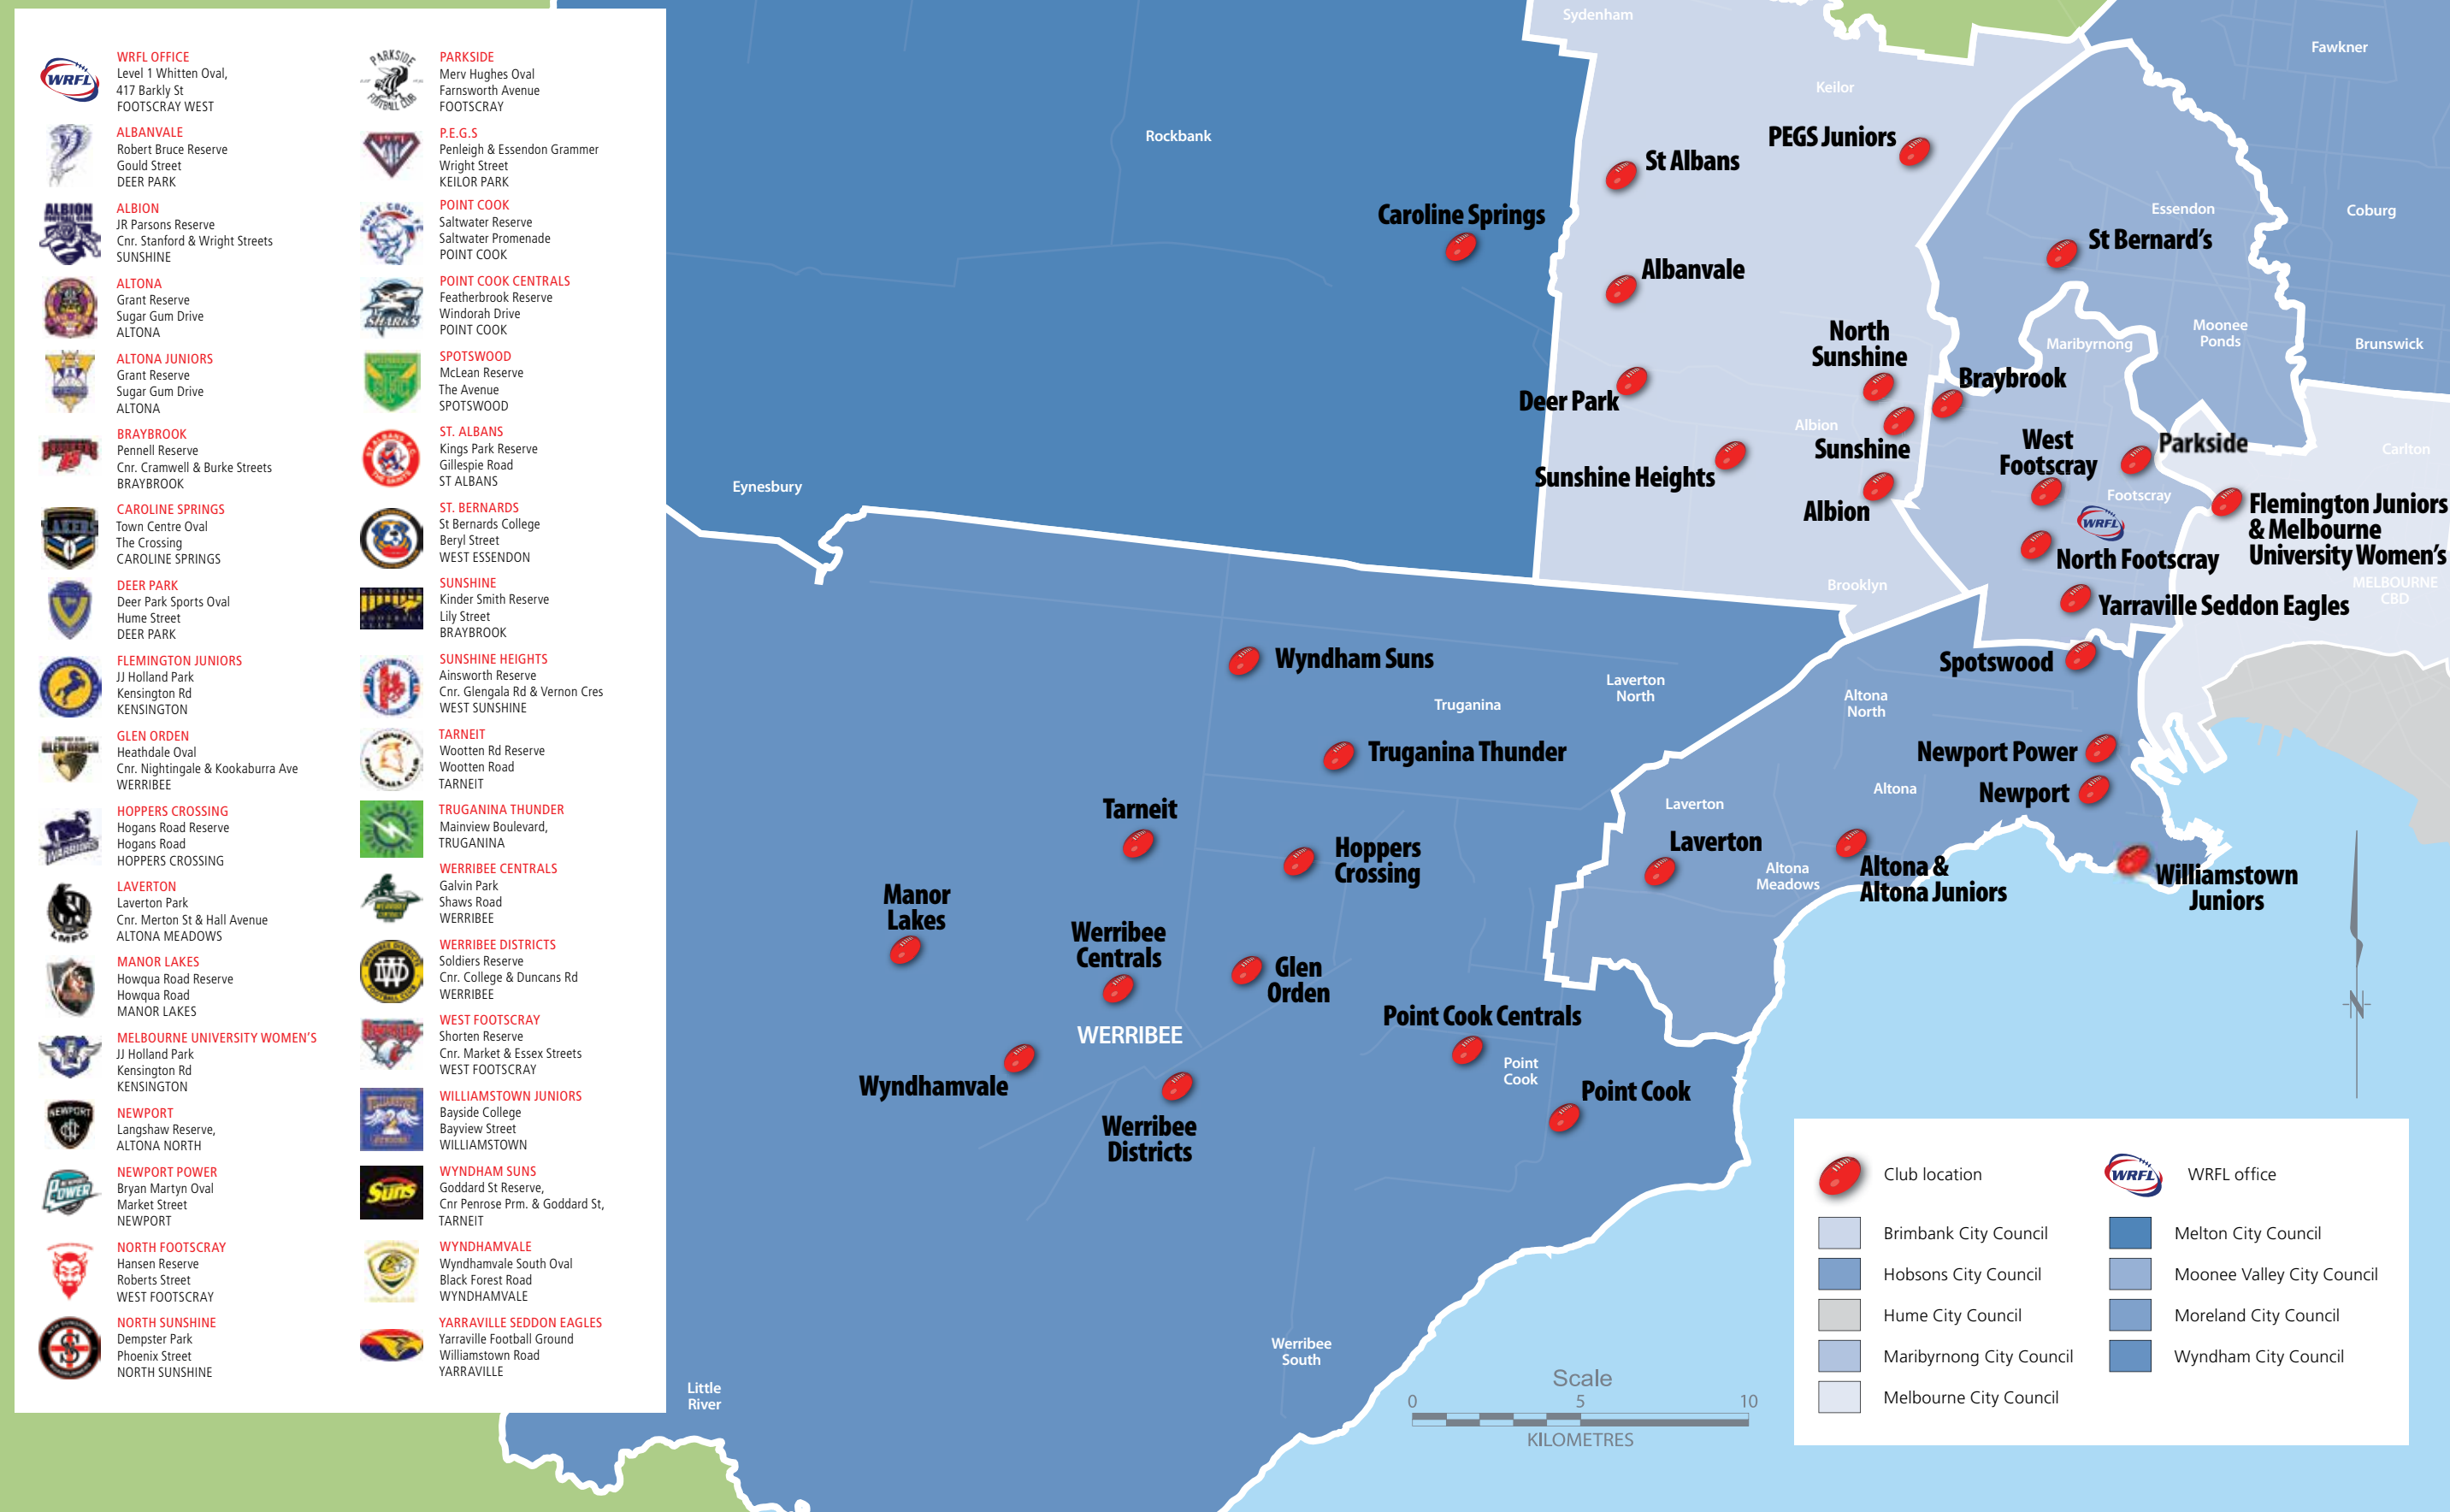 WRFL OFFICE
Level 1 Whitten Oval,
417 Barkly St
FOOTSCRAY WEST
ALBANVALE
Robert Bruce Reserve
Gould Street
DEER PARK
ALBION
JR Parsons Reserve
Cnr. Stanford & Wright Streets
SUNSHINE
ALTONA
Grant Reserve
Sugar Gum Drive
ALTONA
ALTONA JUNIORS
Grant Reserve
Sugar Gum Drive
ALTONA
BRAYBROOK
Pennell Reserve
Cnr. Cramwell & Burke Streets
BRAYBROOK
CAROLINE SPRINGS
Town Centre Oval
The Crossing
CAROLINE SPRINGS
DEER PARK
Deer Park Sports Oval
Hume Street
DEER PARK
FLEMINGTON JUNIORS
JJ Holland Park
Kensington Rd
KENSINGTON
GLEN ORDEN
Heathdale Oval
Cnr. Nightingale & Kookaburra Ave
WERRIBEE
HOPPERS CROSSING
Hogans Road Reserve
Hogans Road
HOPPERS CROSSING
LAVERTON
Laverton Park
Cnr. Merton St & Hall Avenue
ALTONA MEADOWS
MANOR LAKES
Howqua Road Reserve
Howqua Road
MANOR LAKES
MELBOURNE UNIVERSITY WOMEN'S
JJ Holland Park
Kensington Rd
KENSINGTON
NEWPORT
Langshaw Reserve,
ALTONA NORTH
NEWPORT POWER
Bryan Martyn Oval
Market Street
NEWPORT
NORTH FOOTSCRAY
Hansen Reserve
Roberts Street
WEST FOOTSCRAY
NORTH SUNSHINE
Dempster Park
Phoenix Street
NORTH SUNSHINE
PARKSIDE
Merv Hughes Oval
Farnsworth Avenue
FOOTSCRAY
P.E.G.S
Penleigh & Essendon Grammer
Wright Street
KEILOR PARK
POINT COOK
Saltwater Reserve
Saltwater Promenade
POINT COOK
POINT COOK CENTRALS
Featherbrook Reserve
Windorah Drive
POINT COOK
SPOTSWOOD
McLean Reserve
The Avenue
SPOTSWOOD
ST. ALBANS
Kings Park Reserve
Gillespie Road
ST ALBANS
ST. BERNARDS
St Bernards College
Beryl Street
WEST ESSENDON
SUNSHINE
Kinder Smith Reserve
Lily Street
BRAYBROOK
SUNSHINE HEIGHTS
Ainsworth Reserve
Cnr. Glengala Rd & Vernon Cres
WEST SUNSHINE
TARNEIT
Wootten Rd Reserve
Wootten Road
TARNEIT
TRUGANINA THUNDER
Mainview Boulevard,
TRUGANINA
WERRIBEE CENTRALS
Galvin Park
Shaws Road
WERRIBEE
WERRIBEE DISTRICTS
Soldiers Reserve
Cnr. College & Duncans Rd
WERRIBEE
WEST FOOTSCRAY
Shorten Reserve
Cnr. Market & Essex Streets
WEST FOOTSCRAY
WILLIAMSTOWN JUNIORS
Bayside College
Bayview Street
WILLIAMSTOWN
WYNDHAM SUNS
Goddard St Reserve,
Cnr Penrose Prm. & Goddard St,
TARNEIT
WYNDHAMVALE
Wyndhamvale South Oval
Black Forest Road
WYNDHAMVALE
YARRAVILLE SEDDON EAGLES
Yarraville Football Ground
Williamstown Road
YARRAVILLE
WRFL
ALBION
LAKERS
GLEN ORDEN
WARRIORS
LMFC
NEWPORT
POWER
PARKSIDE
FOOTBALL CLUB
POINT COOK FC
SHARKS
SFC
TARNEIT
FOOTBALL CLUB
WD
Suns
Sydenham
Fawkner
Keilor
Rockbank
PEGS Juniors
St Albans
Caroline Springs
Essendon
Coburg
St Bernard's
Albanvale
North
Sunshine
Maribyrnong
Moonee
Ponds
Brunswick
Deer Park
Braybrook
Albion
Sunshine
West
Footscray
Parkside
Carlton
Sunshine Heights
Eynesbury
Albion
Footscray
WRFL
Flemington Juniors
& Melbourne
University Women's
North Footscray
Brooklyn
MELBOURNE
CBD
Yarraville Seddon Eagles
Wyndham Suns
Spotswood
Laverton
North
Truganina
Altona
North
Truganina Thunder
Newport Power
Newport
Altona
Laverton
Tarneit
Hoppers
Crossing
Laverton
Altona
Meadows
Altona &
Altona Juniors
Williamstown
Juniors
Manor
Lakes
Werribee
Centrals
Glen
Orden
Point Cook Centrals
WERRIBEE
Point
Cook
Wyndhamvale
Point Cook
Werribee
Districts
N
Werribee
South
Little
River
Scale
0 5 10
KILOMETRES
Club location
WRFL
WRFL office
Brimbank City Council
Hobsons City Council
Hume City Council
Maribyrnong City Council
Melbourne City Council
Melton City Council
Moonee Valley City Council
Moreland City Council
Wyndham City Council